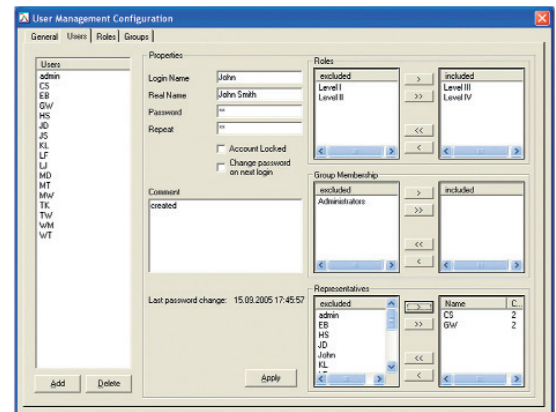 User Management Configuration
General Users Roles Groups
Users
admin
CS
EB
GW
HS
JD
JS
KL
LF
LJ
MD
MT
MW
TK
TW
WM
WT
Add Delete
Properties
Login Name John
Real Name John Smith
Password **
Repeat **
Account Locked
Change password
on next login
Comment
created
Last password change: 15.09.2005 17:45:57
Apply
Roles
excluded
Level I
Level II
>
>>
<<
<
included
Level III
Level IV
Group Membership
excluded
Administrators
>
>>
<<
<
included
Representatives
excluded
admin
EB
HS
JD
John
KL
>
>>
<<
<
Name C...
CS 2
GW 2